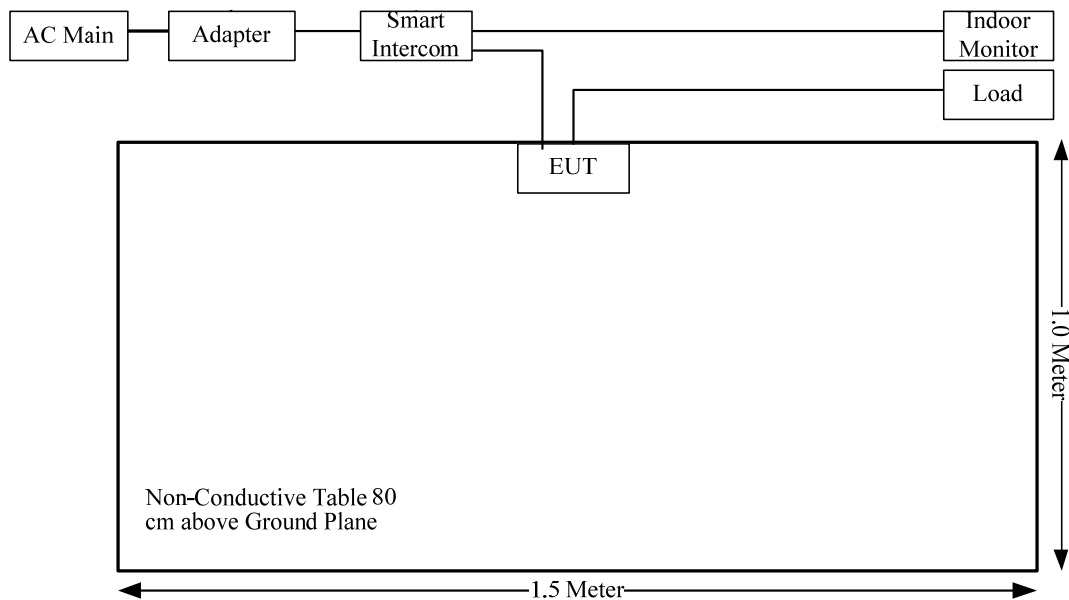 AC Main
Adapter
Smart
Intercom
Indoor
Monitor
Load
EUT
1.0 Meter
Non-Conductive Table 80
cm above Ground Plane
1.5 Meter